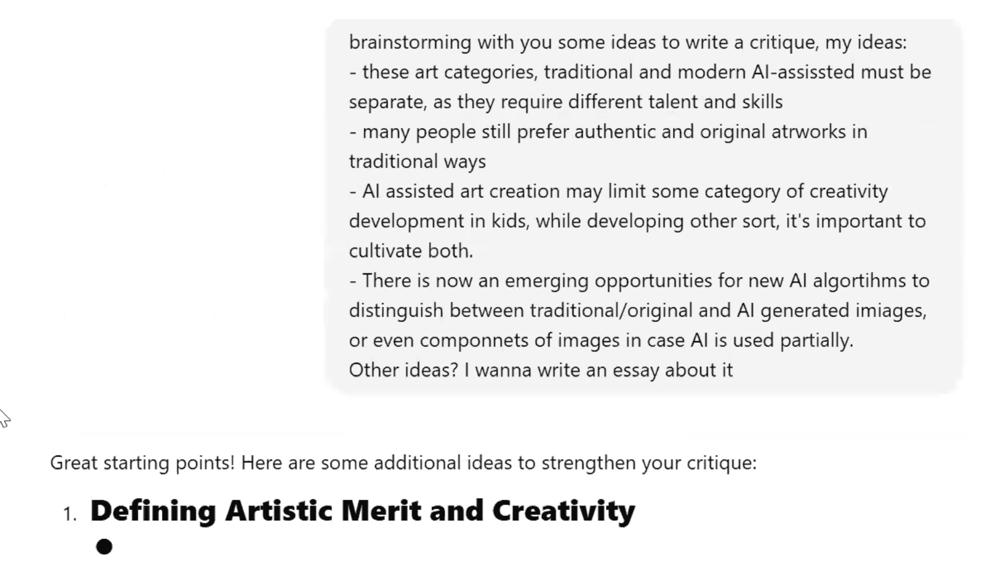 brainstorming with you some ideas to write a critique, my ideas:
- these art categories, traditional and modern AI-assissted must be
separate, as they require different talent and skills
- many people still prefer authentic and original atrworks in
traditional ways
- AI assisted art creation may limit some category of creativity
development in kids, while developing other sort, it's important to
cultivate both.
- There is now an emerging opportunities for new AI algortihms to
distinguish between traditional/original and AI generated imiages,
or even componnets of images in case AI is used partially.
Other ideas? I wanna write an essay about it
Great starting points! Here are some additional ideas to strengthen your critique:
1. Defining Artistic Merit and Creativity